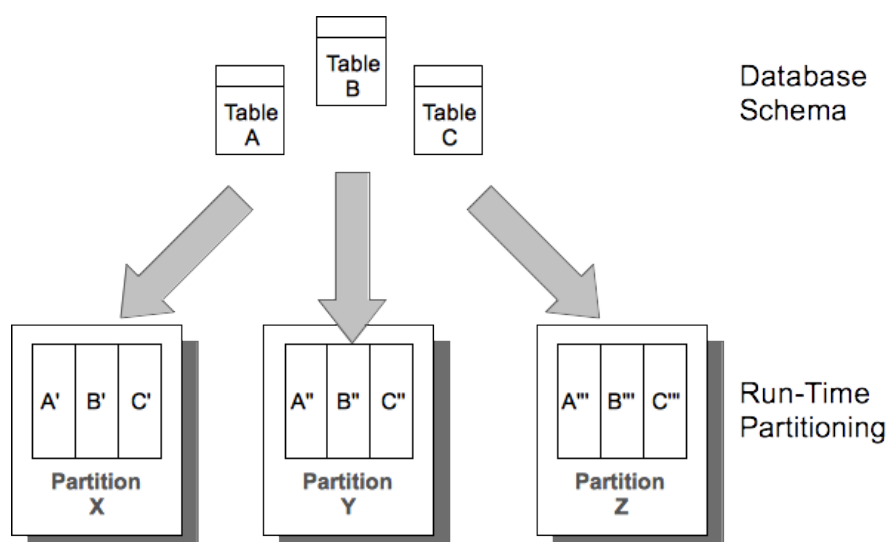 Table
B
Table
A
Table
C
Database
Schema
A'
B'
C'
Partition
X
A"
B"
C"
Partition
Y
A'"
B'"
C'"
Partition
Z
Run-Time
Partitioning